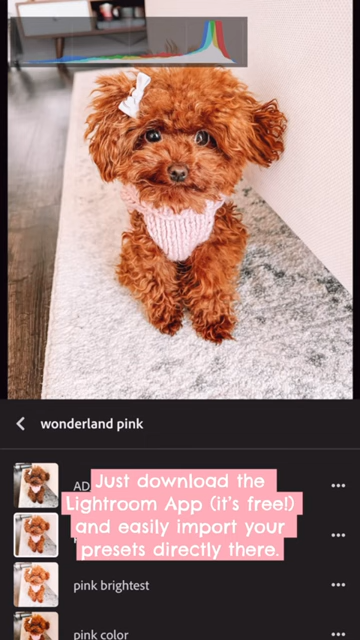 wonderland pink
AD
Just download the
Lightroom App (it's free!)
and easily import your
presets directly there.
pink brightest
pink color